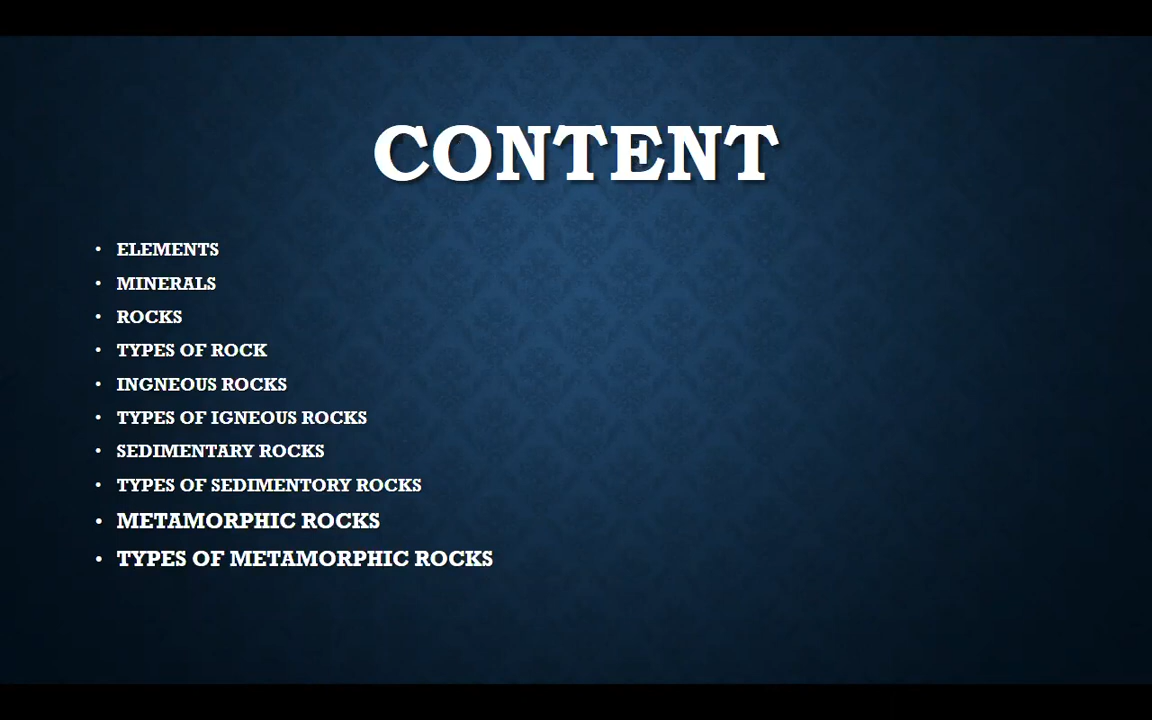 CONTENT
• ELEMENTS
• MINERALS
• ROCKS
• TYPES OF ROCK
• INGNEOUS ROCKS
• TYPES OF IGNEOUS ROCKS
• SEDIMENTARY ROCKS
• TYPES OF SEDIMENTORY ROCKS
• METAMORPHIC ROCKS
• TYPES OF METAMORPHIC ROCKS